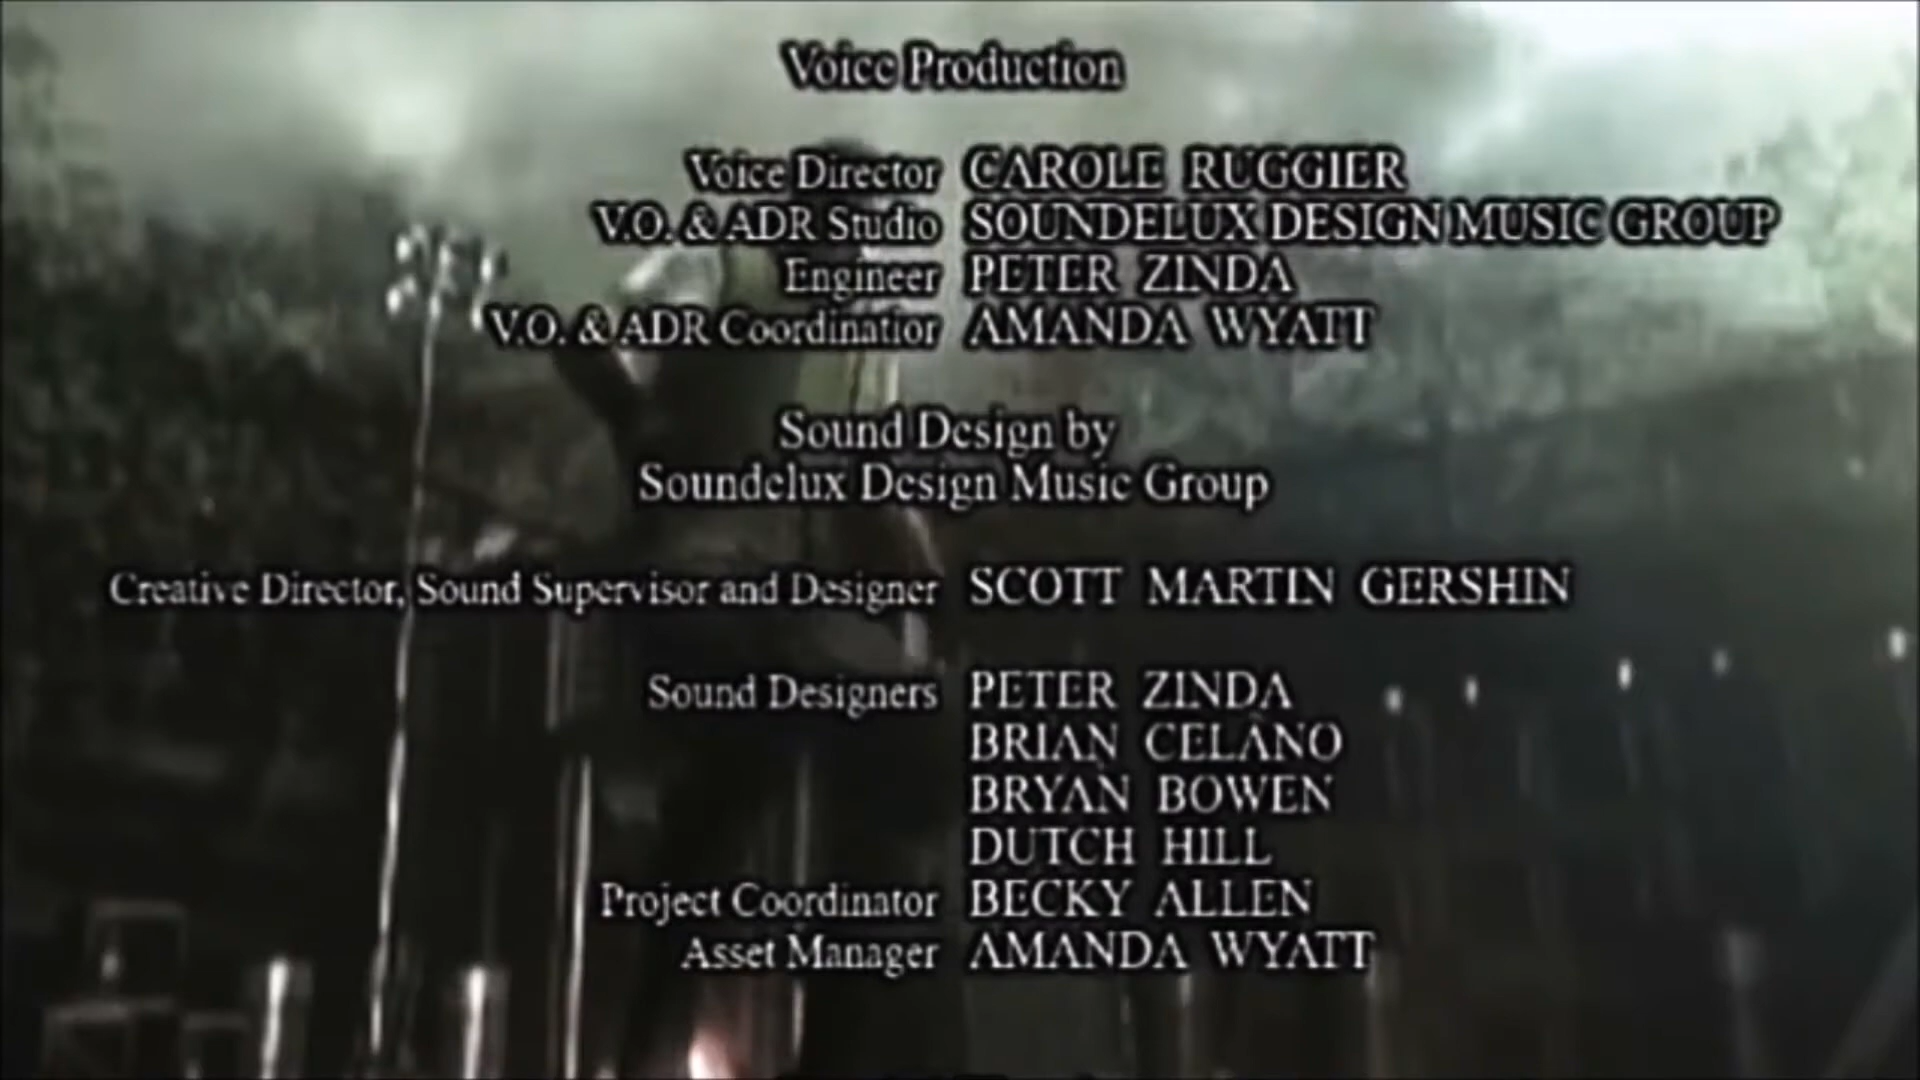 Voice Production
Voice Director CAROLE RUGGIER
V.O. & ADR Studio SOUNDELUX DESIGN MUSIC GROUP
Engineer PETER ZINDA
V.O. & ADR Coordinatior AMANDA WYATT
Sound Design by
Soundelux Design Music Group
Creative Director, Sound Supervisor and Designer SCOTT MARTIN GERSHIN
Sound Designers PETER ZINDA
BRIAN CELANO
BRYAN BOWEN
DUTCH HILL
Project Coordinator BECKY ALLEN
Asset Manager AMANDA WYATT